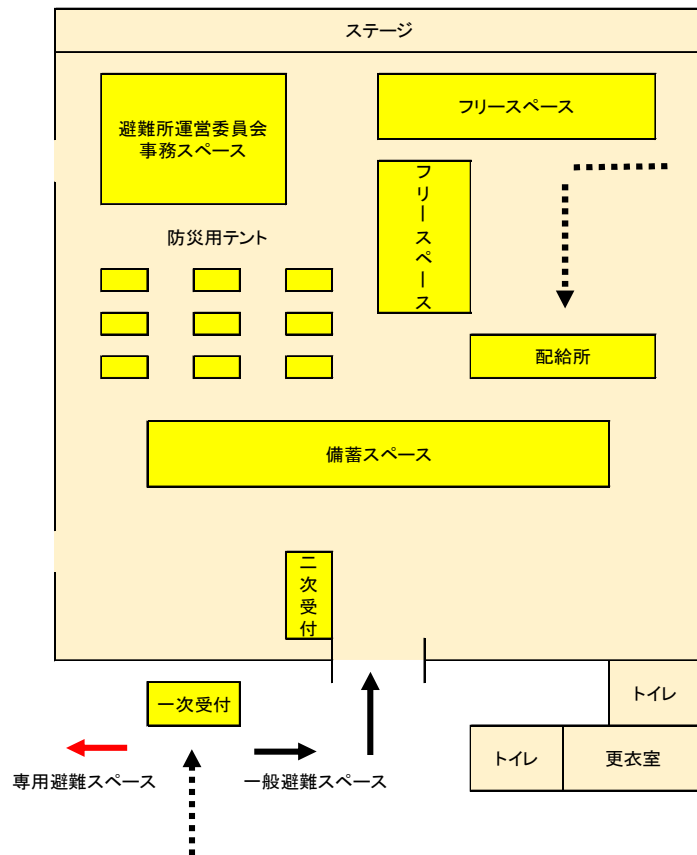 ステージ
避難所運営委員会
事務スペース
フリースペース
フリースペース
防災用テント
配給所
備蓄スペース
二次受付
一次受付
トイレ
トイレ
更衣室
専用避難スペース
一般避難スペース